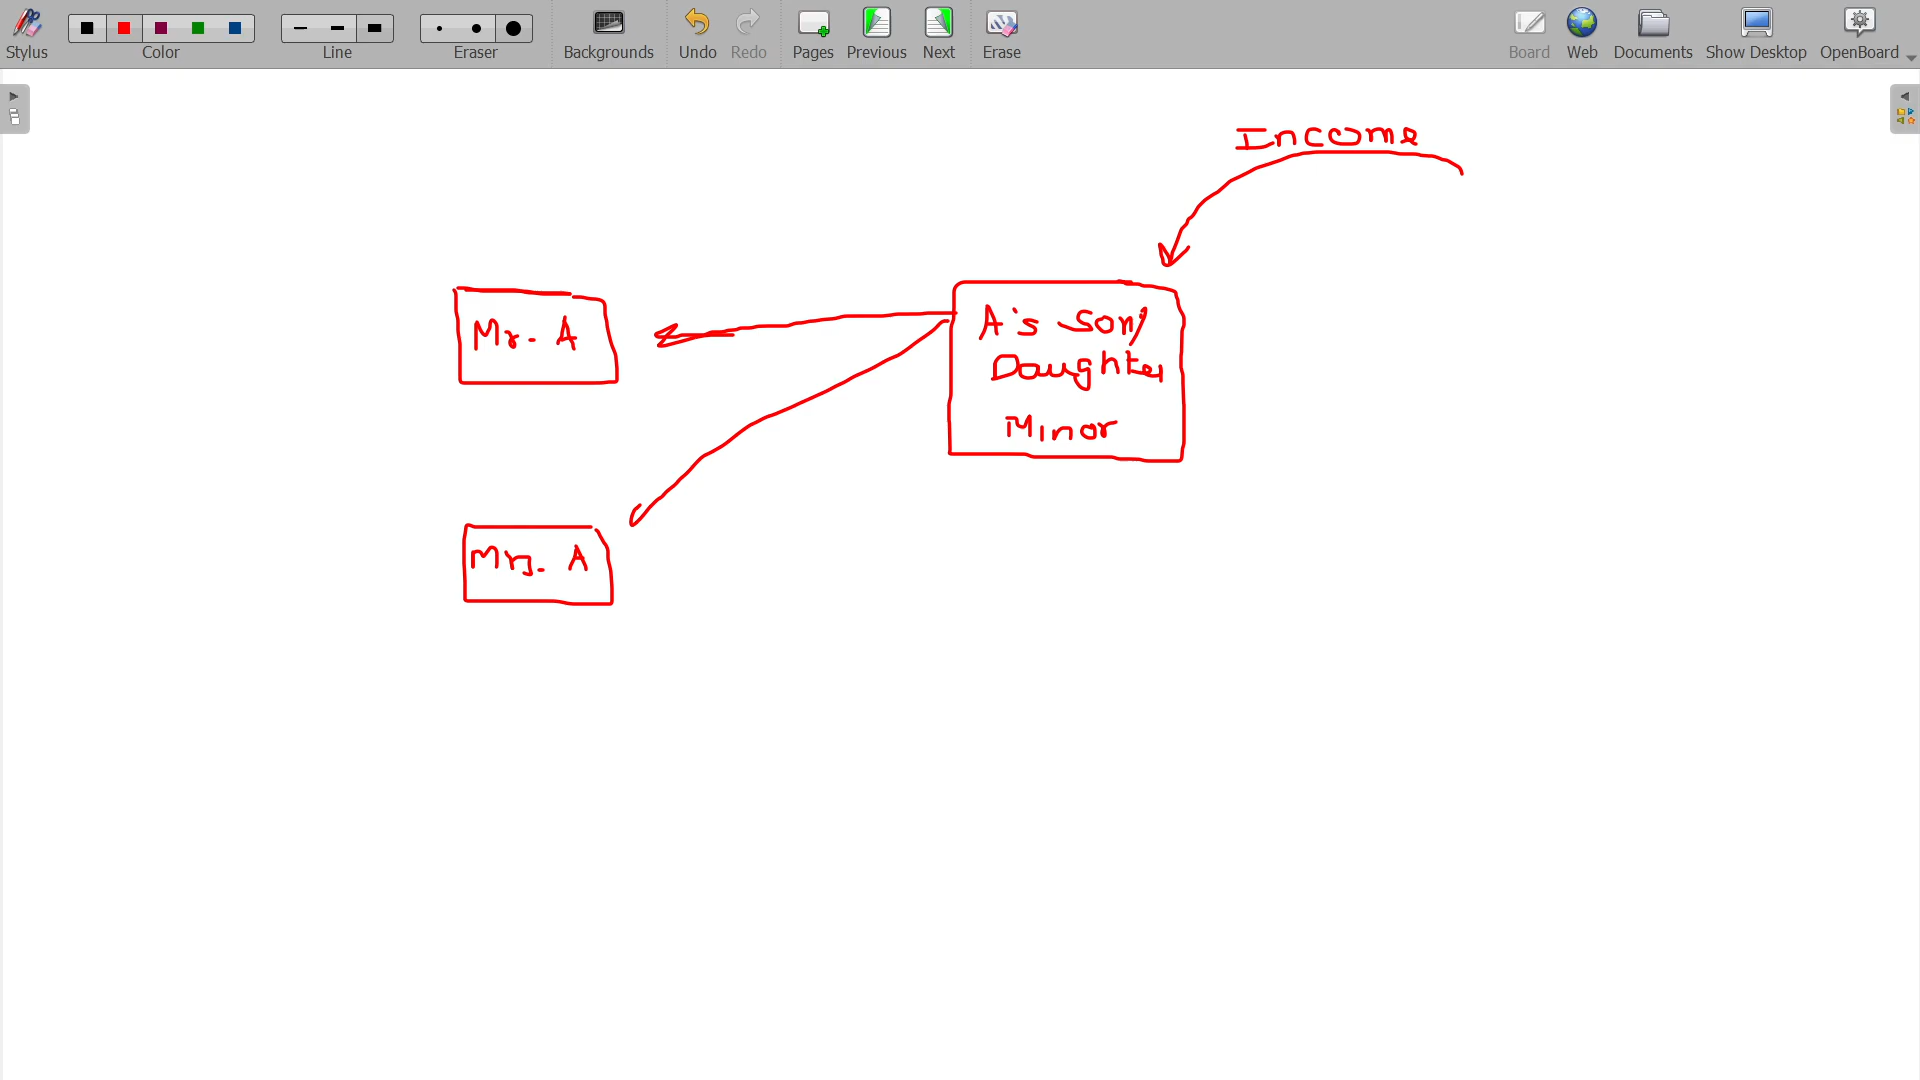 Stylus
Color
Line
Eraser
Backgrounds
Undo
Redo
Pages
Previous
Next
Erase
Board
Web
Documents
Show Desktop
OpenBoard
Income
Mr. A
A's Son/
Daughter
Minor
Mrs. A